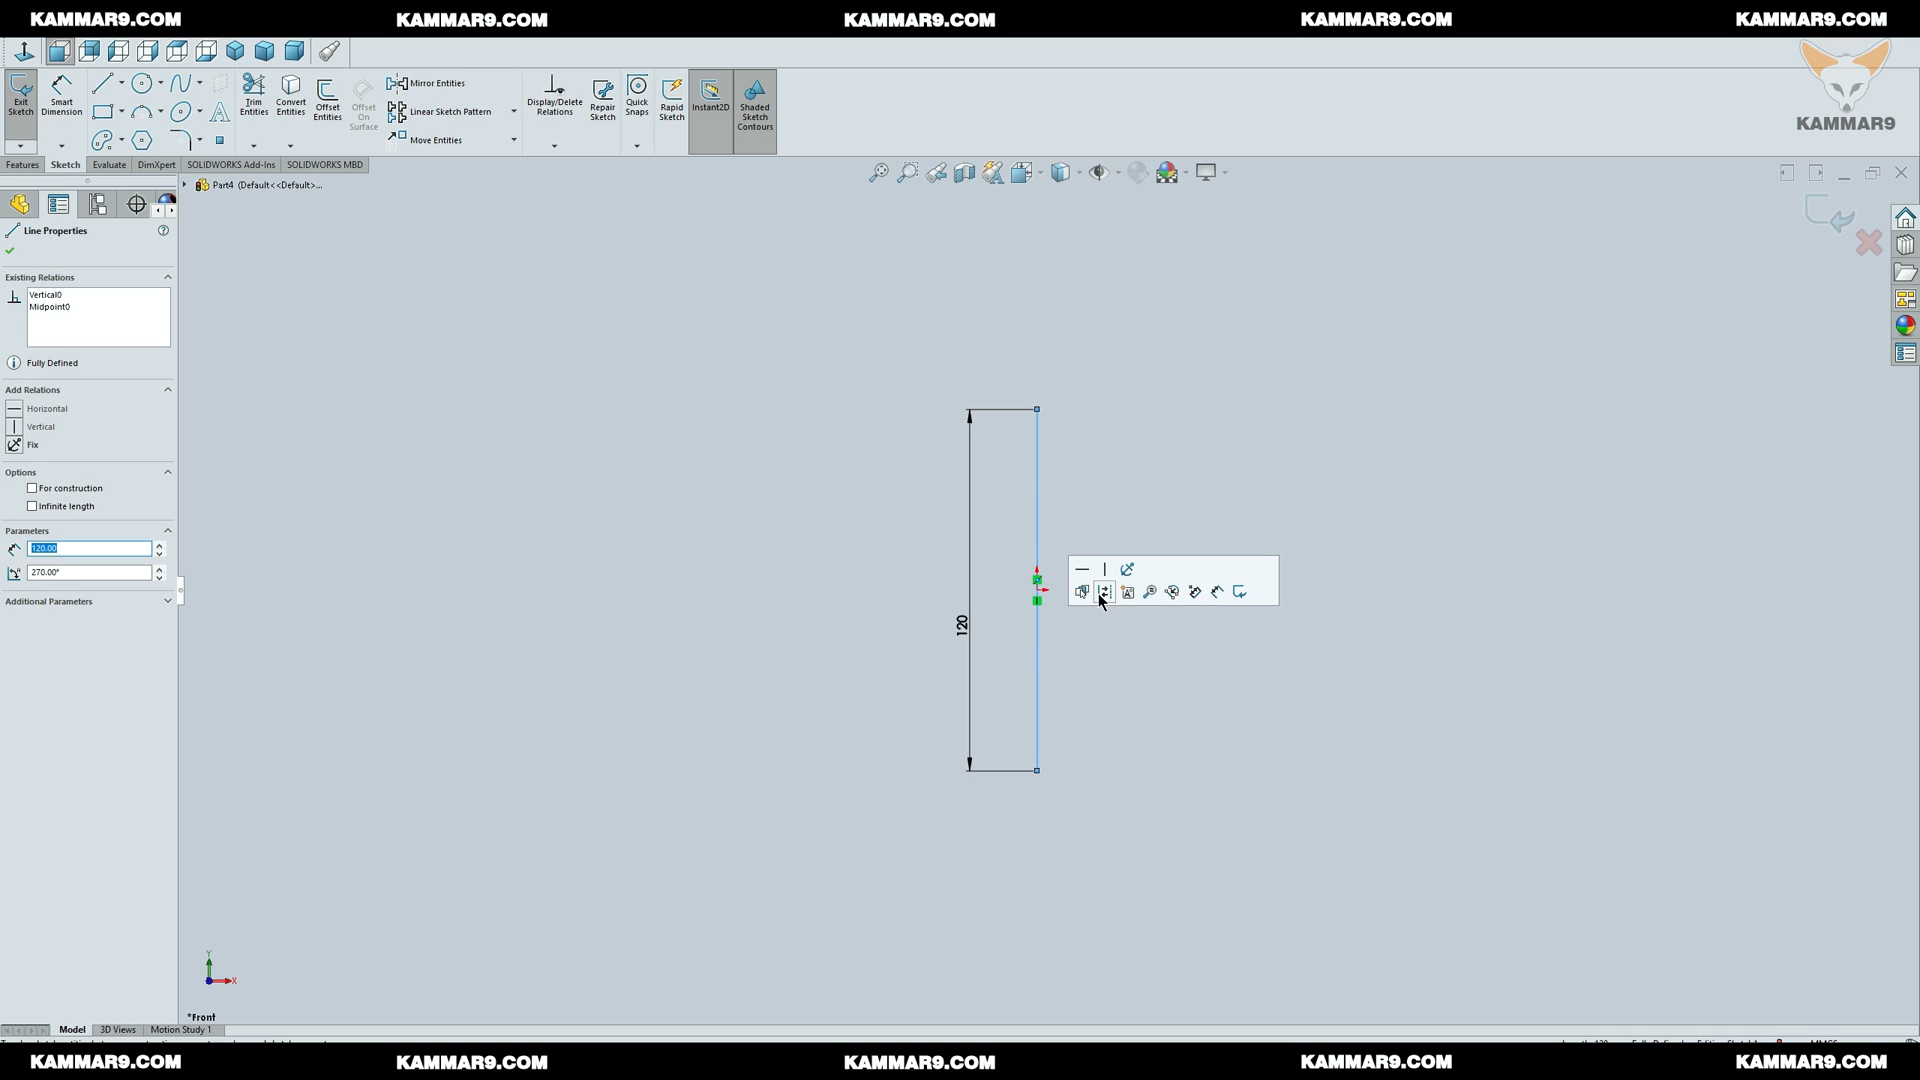 KAMMAR9.COM KAMMAR9.COM KAMMAR9.COM KAMMAR9.COM KAMMAR9.COM
KAMMAR9
Exit Sketch
Smart Dimension
Trim Entities
Convert Entities
Offset Entities
Offset On Surface
Mirror Entities
Linear Sketch Pattern
Move Entities
Display/Delete Relations
Repair Sketch
Quick Snaps
Rapid Sketch
Instant2D
Shaded Sketch Contours
Features Sketch Evaluate DimXpert SOLIDWORKS Add-Ins SOLIDWORKS MBD
Part4 (Default<<Default>...
Line Properties
Existing Relations
Vertical0
Midpoint0
Fully Defined
Add Relations
Horizontal
Vertical
Fix
Options
For construction
Infinite length
Parameters
120.00
270.00°
Additional Parameters
120
Y
X
*Front
Model 3D Views Motion Study 1
KAMMAR9.COM KAMMAR9.COM KAMMAR9.COM KAMMAR9.COM KAMMAR9.COM